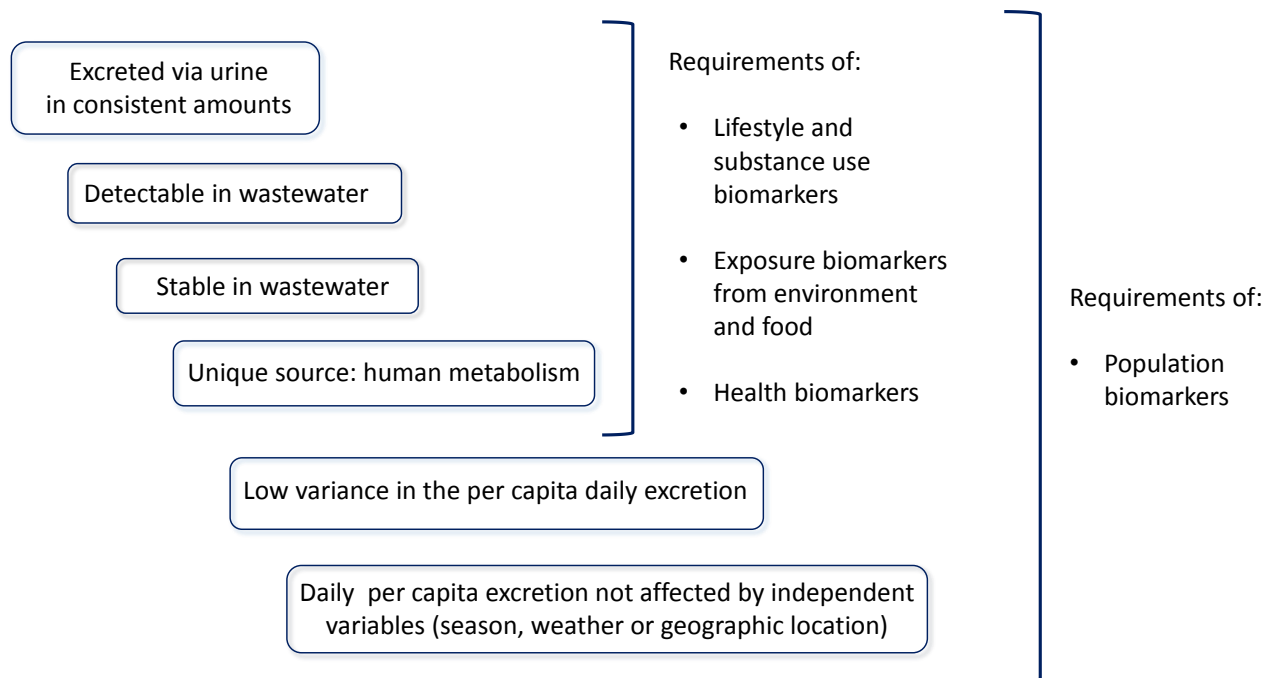 Excreted via urine
in consistent amounts
Detectable in wastewater
Stable in wastewater
Unique source: human metabolism
Low variance in the per capita daily excretion
Daily  per capita excretion not affected by independent
variables (season, weather or geographic location)
Requirements of:
• Lifestyle and
substance use
biomarkers
• Exposure biomarkers
from environment
and food
• Health biomarkers
Requirements of:
• Population
biomarkers